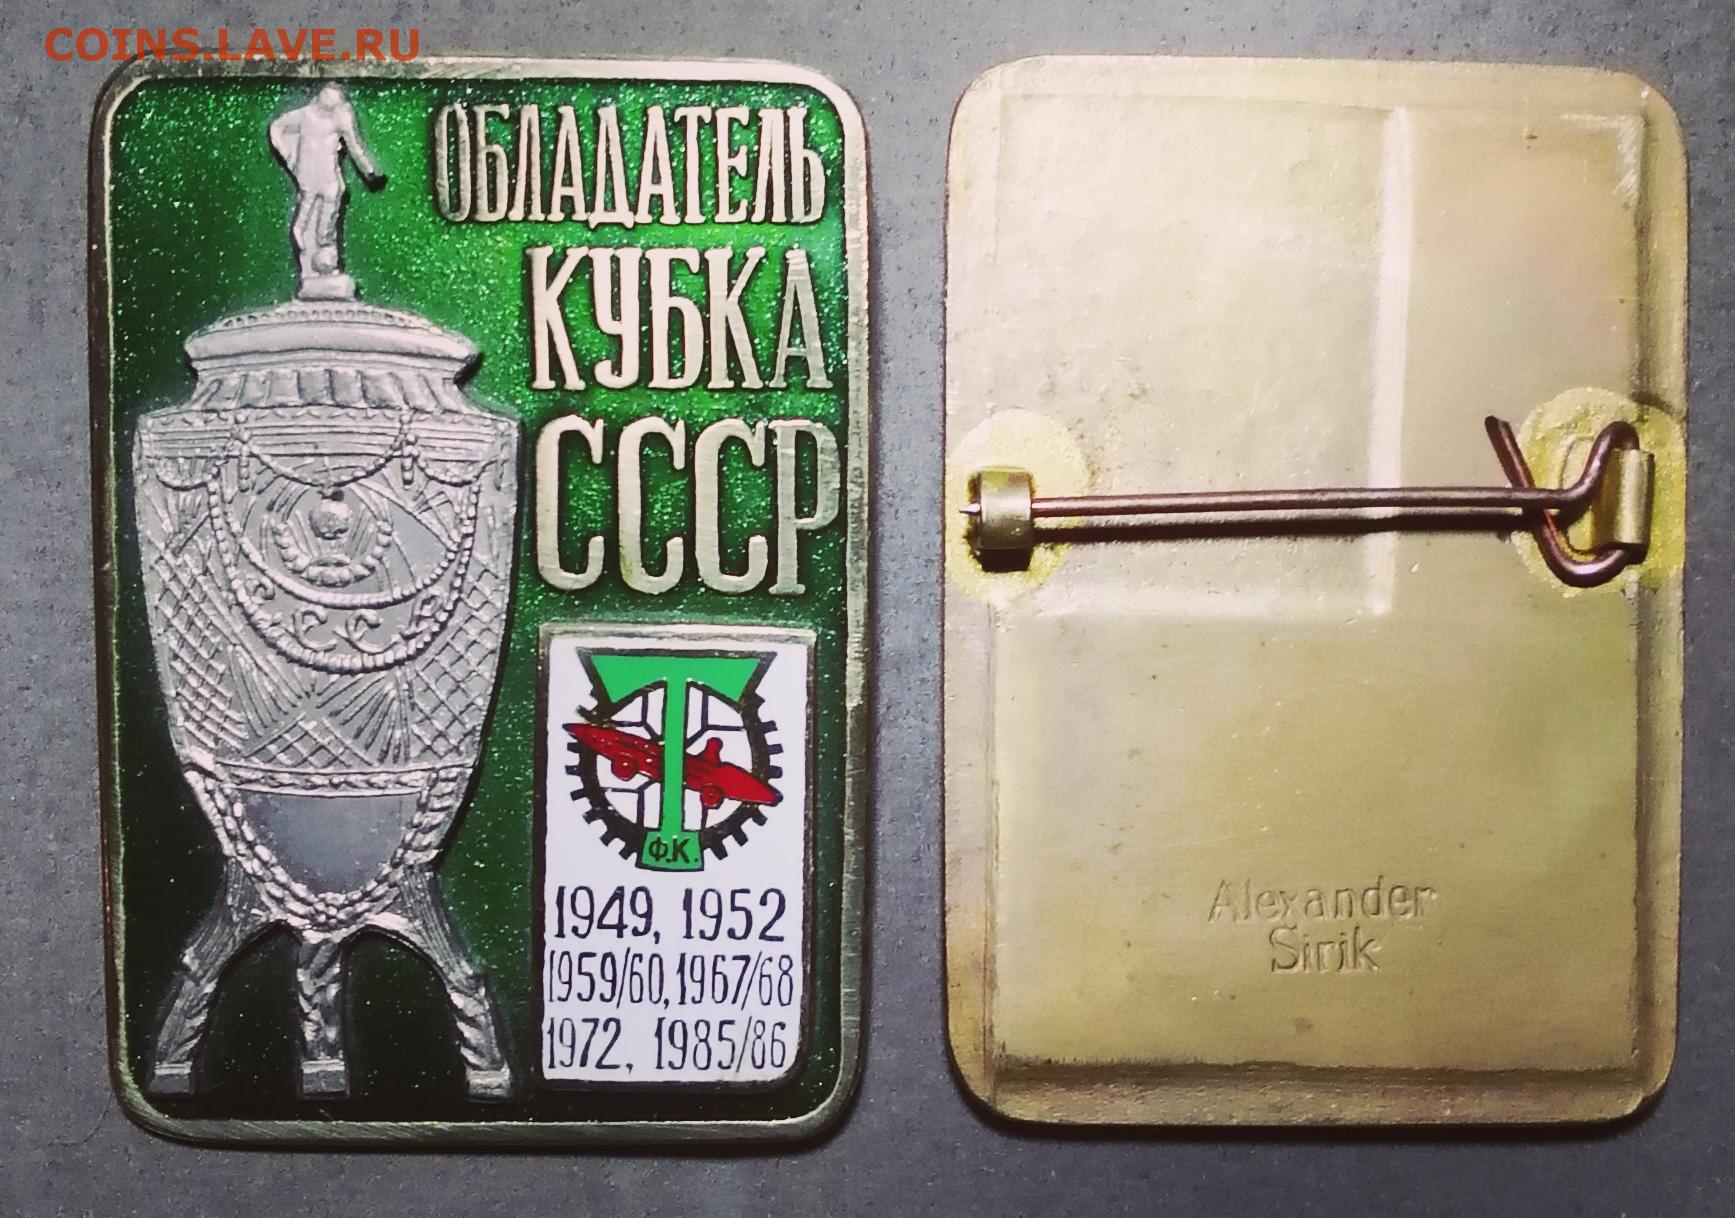 COINS.LAVE.RU
ОБЛАДАТЕЛЬ
КУБКА
СССР
Ф.К.
1949, 1952
1959/60, 1967/68
1972, 1985/86
Alexander
Sirik